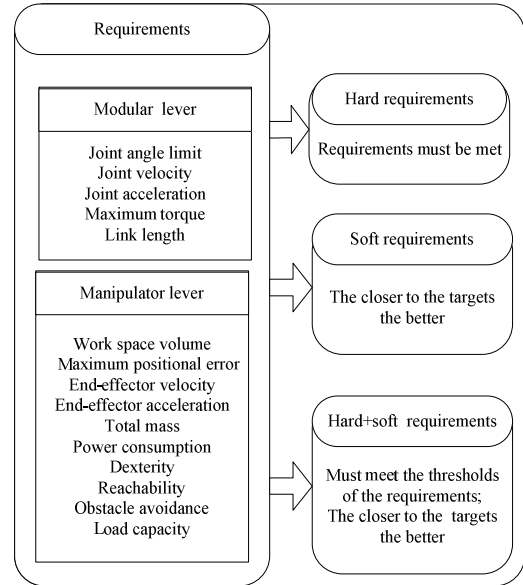 Requirements
Modular lever
Joint angle limit
Joint velocity
Joint acceleration
Maximum torque
Link length
Manipulator lever
Work space volume
Maximum positional error
End-effector velocity
End-effector acceleration
Total mass
Power consumption
Dexterity
Reachability
Obstacle avoidance
Load capacity
Hard requirements
Requirements must be met
Soft requirements
The closer to the targets
the better
Hard+soft requirements
Must meet the thresholds
of the requirements;
The closer to the targets
the better